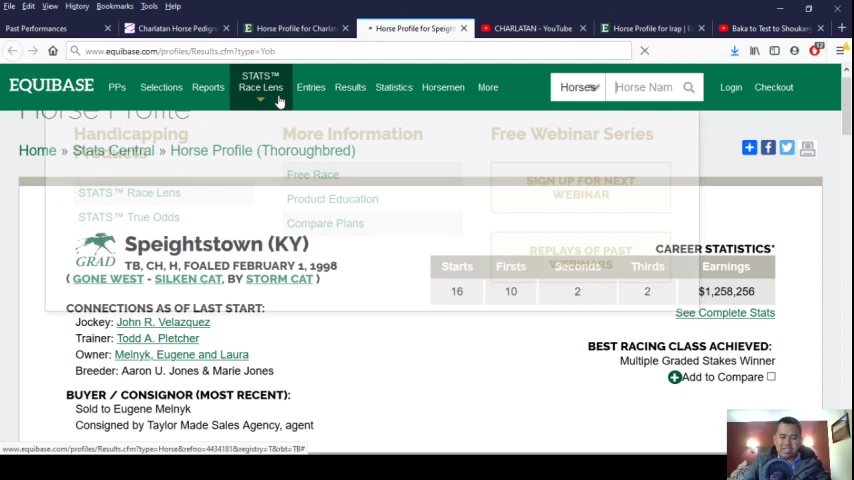 File Edit View History Bookmarks Tools Help
Past Performances
Charlatan Horse Pedigre
Horse Profile for Charlat
Horse Profile for Speigh
CHARLATAN - YouTube
Horse Profile for Irap | E
Baka to Test to Shoukan
www.equibase.com/profiles/Results.cfm?type=Yob
12
EQUIBASE
PPs
Selections
Reports
STATS™
Race Lens
Entries
Results
Statistics
Horsemen
More
Horses
Horse Nam
Login
Checkout
Horse Profile
Handicapping
Products
More Information
Free Webinar Series
Home » Stats Central » Horse Profile (Thoroughbred)
Free Race
SIGN UP FOR NEXT
WEBINAR
STATS™ Race Lens
Product Education
STATS™ True Odds
Compare Plans
REPLAYS OF PAST
WEBINARS
GRAD
Speightstown (KY)
TB, CH, H, FOALED FEBRUARY 1, 1998
( GONE WEST - SILKEN CAT, BY STORM CAT )
CAREER STATISTICS*
Starts Firsts Seconds Thirds Earnings
16 10 2 2 $1,258,256
See Complete Stats
CONNECTIONS AS OF LAST START:
Jockey: John R. Velazquez
Trainer: Todd A. Pletcher
Owner: Melnyk, Eugene and Laura
Breeder: Aaron U. Jones & Marie Jones
BEST RACING CLASS ACHIEVED:
Multiple Graded Stakes Winner
Add to Compare
BUYER / CONSIGNOR (MOST RECENT):
Sold to Eugene Melnyk
Consigned by Taylor Made Sales Agency, agent
www.equibase.com/profiles/Results.cfm?type=Horse&refno=4434181&registry=T&rbt=TB#